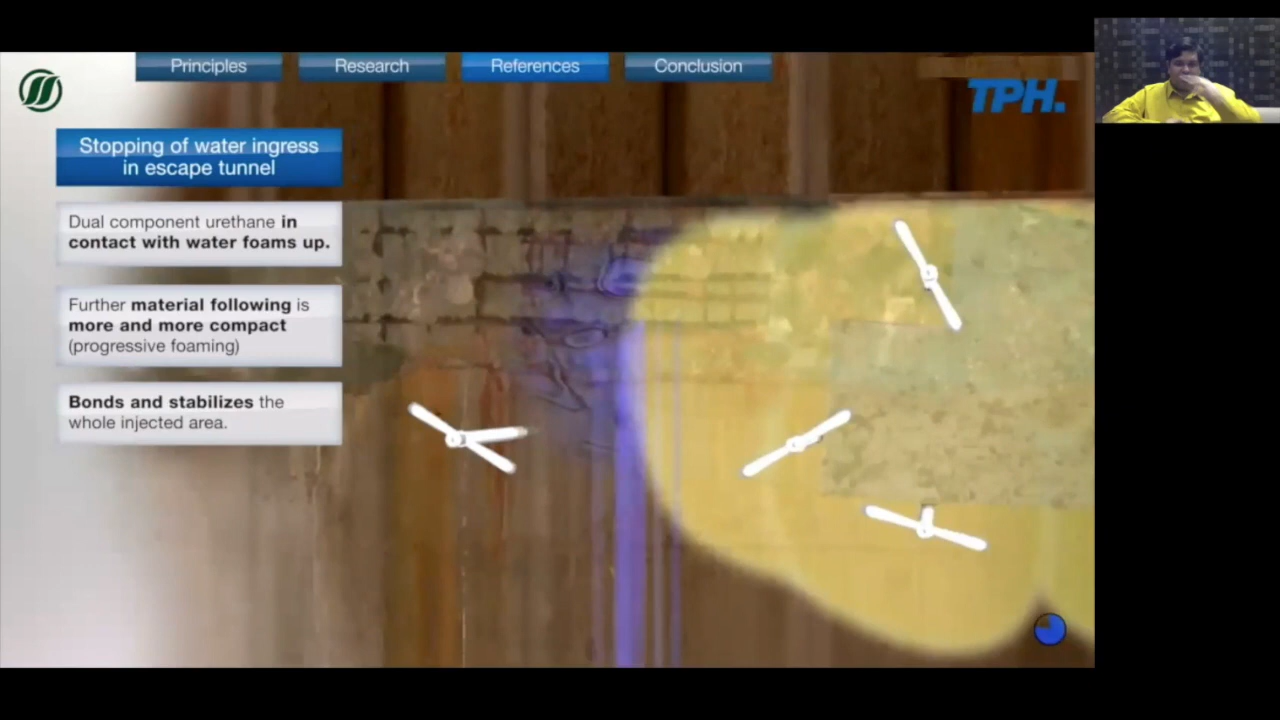 Principles
Research
References
Conclusion
TPH.
Stopping of water ingress
in escape tunnel
Dual component urethane in
contact with water foams up.
Further material following is
more and more compact
(progressive foaming)
Bonds and stabilizes the
whole injected area.